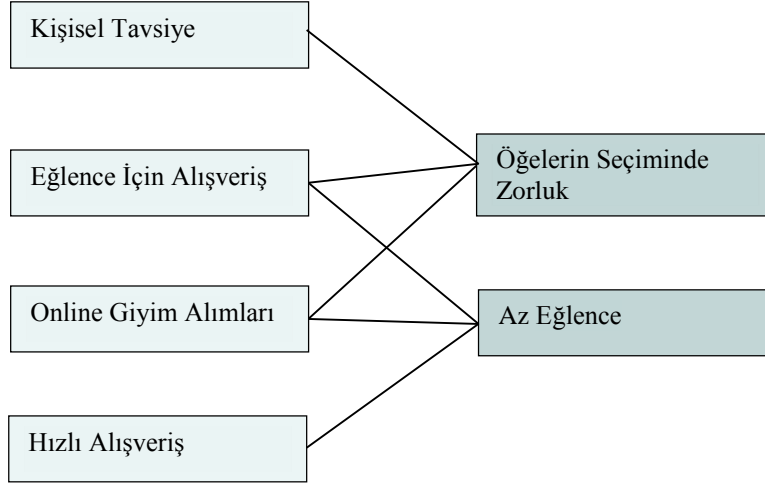 Kişisel Tavsiye
Eğlence İçin Alışveriş
Öğelerin Seçiminde
Zorluk
Online Giyim Alımları
Az Eğlence
Hızlı Alışveriş